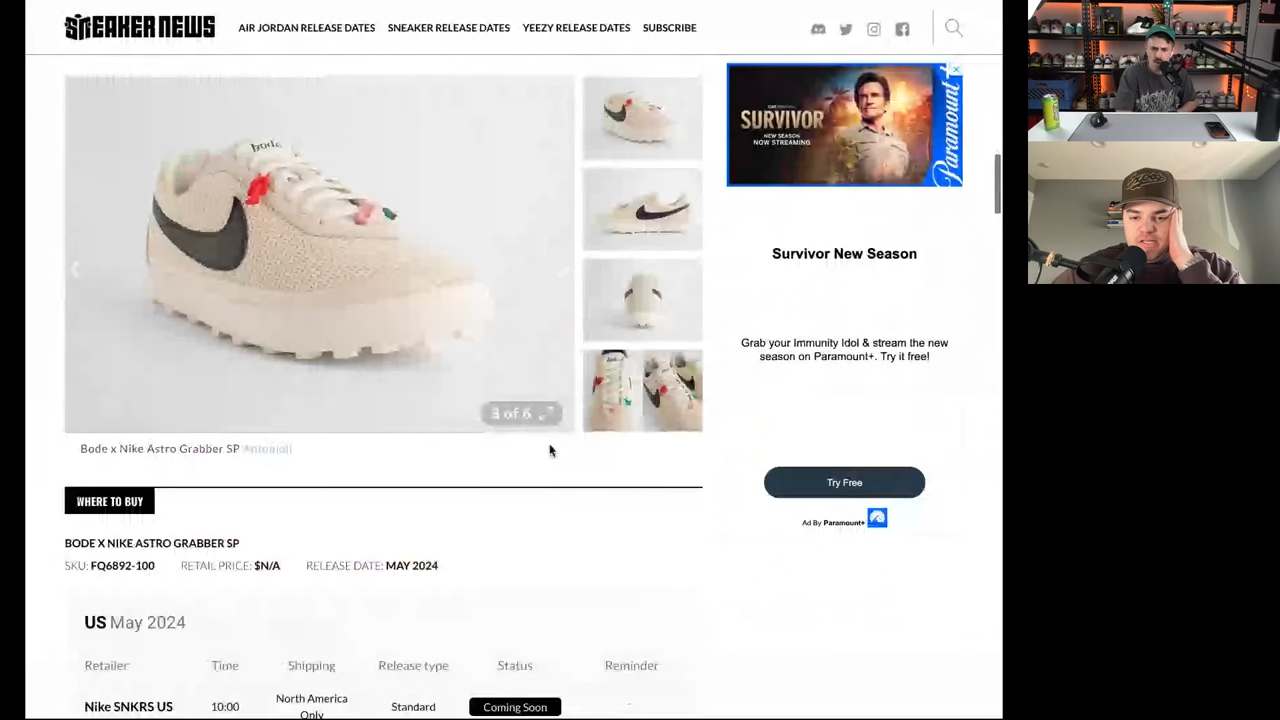 SNEAKER NEWS
AIR JORDAN RELEASE DATES
SNEAKER RELEASE DATES
YEEZY RELEASE DATES
SUBSCRIBE
bode
3 of 6
Bode x Nike Astro Grabber SP Antonioli
CBS ORIGINAL
SURVIVOR
NEW SEASON
NOW STREAMING
Paramount+
Survivor New Season
Grab your Immunity Idol & stream the new
season on Paramount+. Try it free!
Try Free
Ad By Paramount+
WHERE TO BUY
BODE X NIKE ASTRO GRABBER SP
SKU: FQ6892-100 RETAIL PRICE: $N/A RELEASE DATE: MAY 2024
US May 2024
Retailer Time Shipping Release type Status Reminder
Nike SNKRS US 10:00 North America Only Standard Coming Soon -